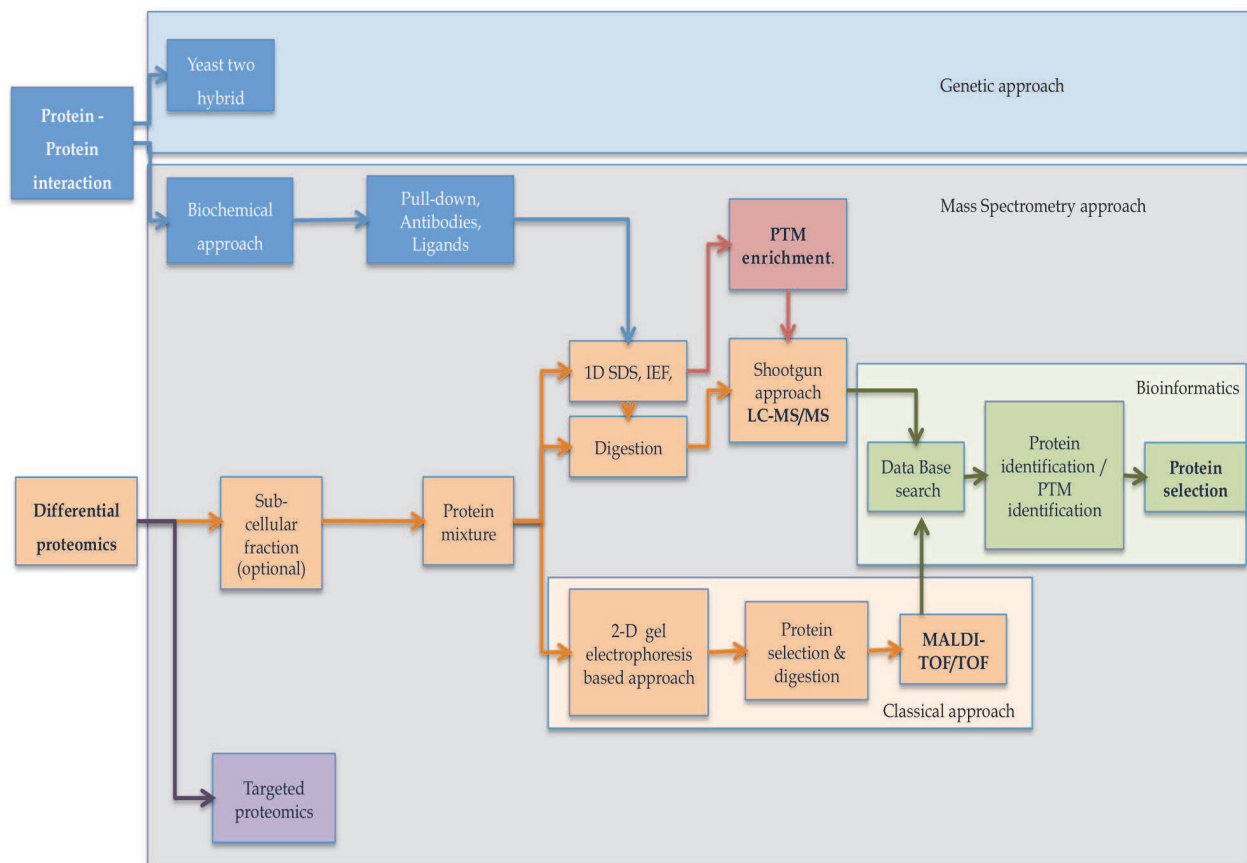 Yeast two
hybrid
Genetic approach
Protein -
Protein
interaction
Mass Spectrometry approach
Biochemical
approach
Pull-down,
Antibodies,
Ligands
PTM
enrichment.
1D SDS, IEF,
Shootgun
approach
LC-MS/MS
Digestion
Bioinformatics
Data Base
search
Protein
identification /
PTM
identification
Protein
selection
Differential
proteomics
Sub-
cellular
fraction
(optional)
Protein
mixture
2-D gel
electrophoresis
based approach
Protein
selection &
digestion
MALDI-
TOF/TOF
Classical approach
Targeted
proteomics